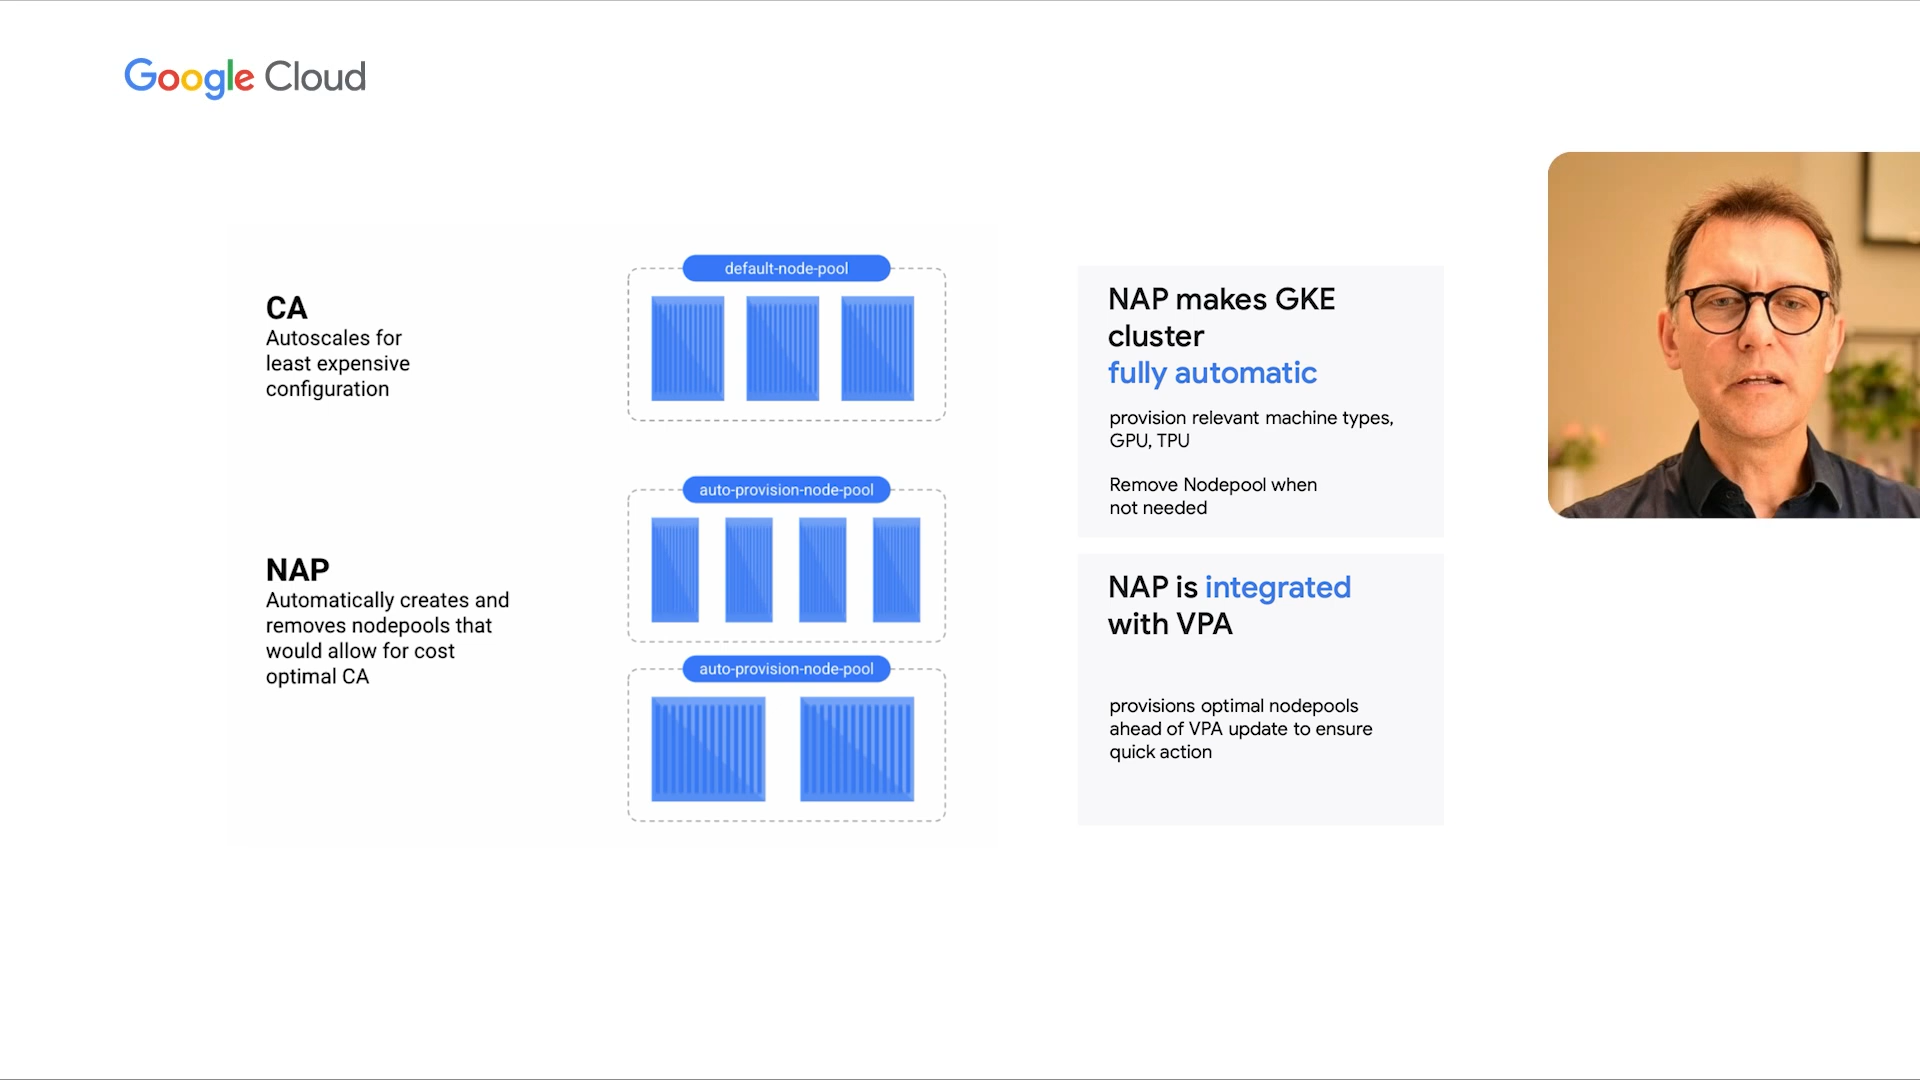 Google Cloud
CA
Autoscales for
least expensive
configuration
default-node-pool
NAP
Automatically creates and
removes nodepools that
would allow for cost
optimal CA
auto-provision-node-pool
auto-provision-node-pool
NAP makes GKE
cluster
fully automatic
provision relevant machine types,
GPU, TPU
Remove Nodepool when
not needed
NAP is integrated
with VPA
provisions optimal nodepools
ahead of VPA update to ensure
quick action